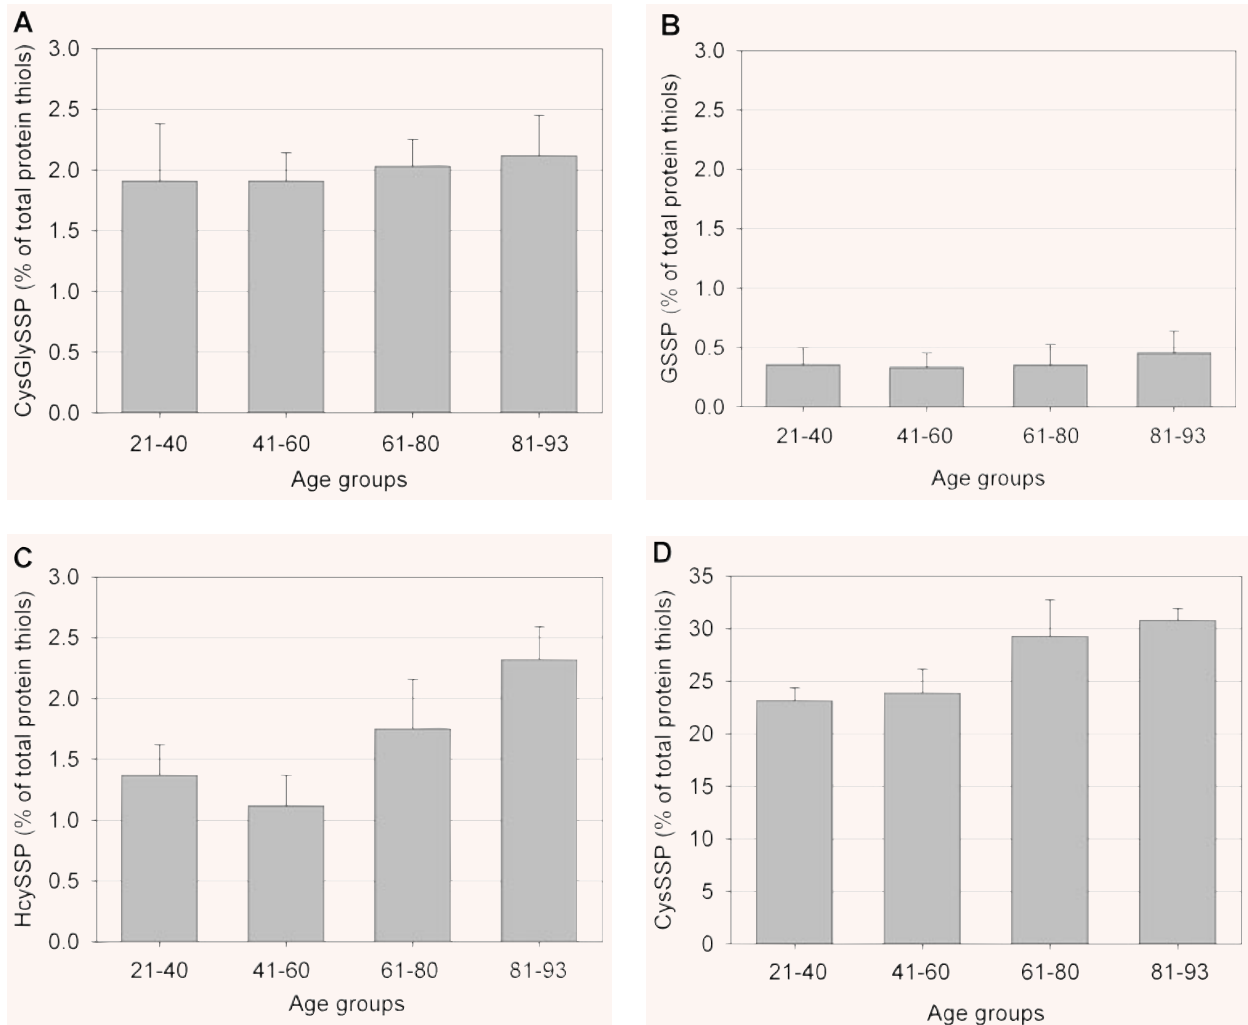 A
CysGlySSP (% of total protein thiols)
3.0
2.5
2.0
1.5
1.0
0.5
0.0
21-40 41-60 61-80 81-93
Age groups
B
GSSP (% of total protein thiols)
3.0
2.5
2.0
1.5
1.0
0.5
0.0
21-40 41-60 61-80 81-93
Age groups
C
HcySSP (% of total protein thiols)
3.0
2.5
2.0
1.5
1.0
0.5
0.0
21-40 41-60 61-80 81-93
Age groups
D
CysSSP (% of total protein thiols)
35
30
25
20
15
10
5
0
21-40 41-60 61-80 81-93
Age groups